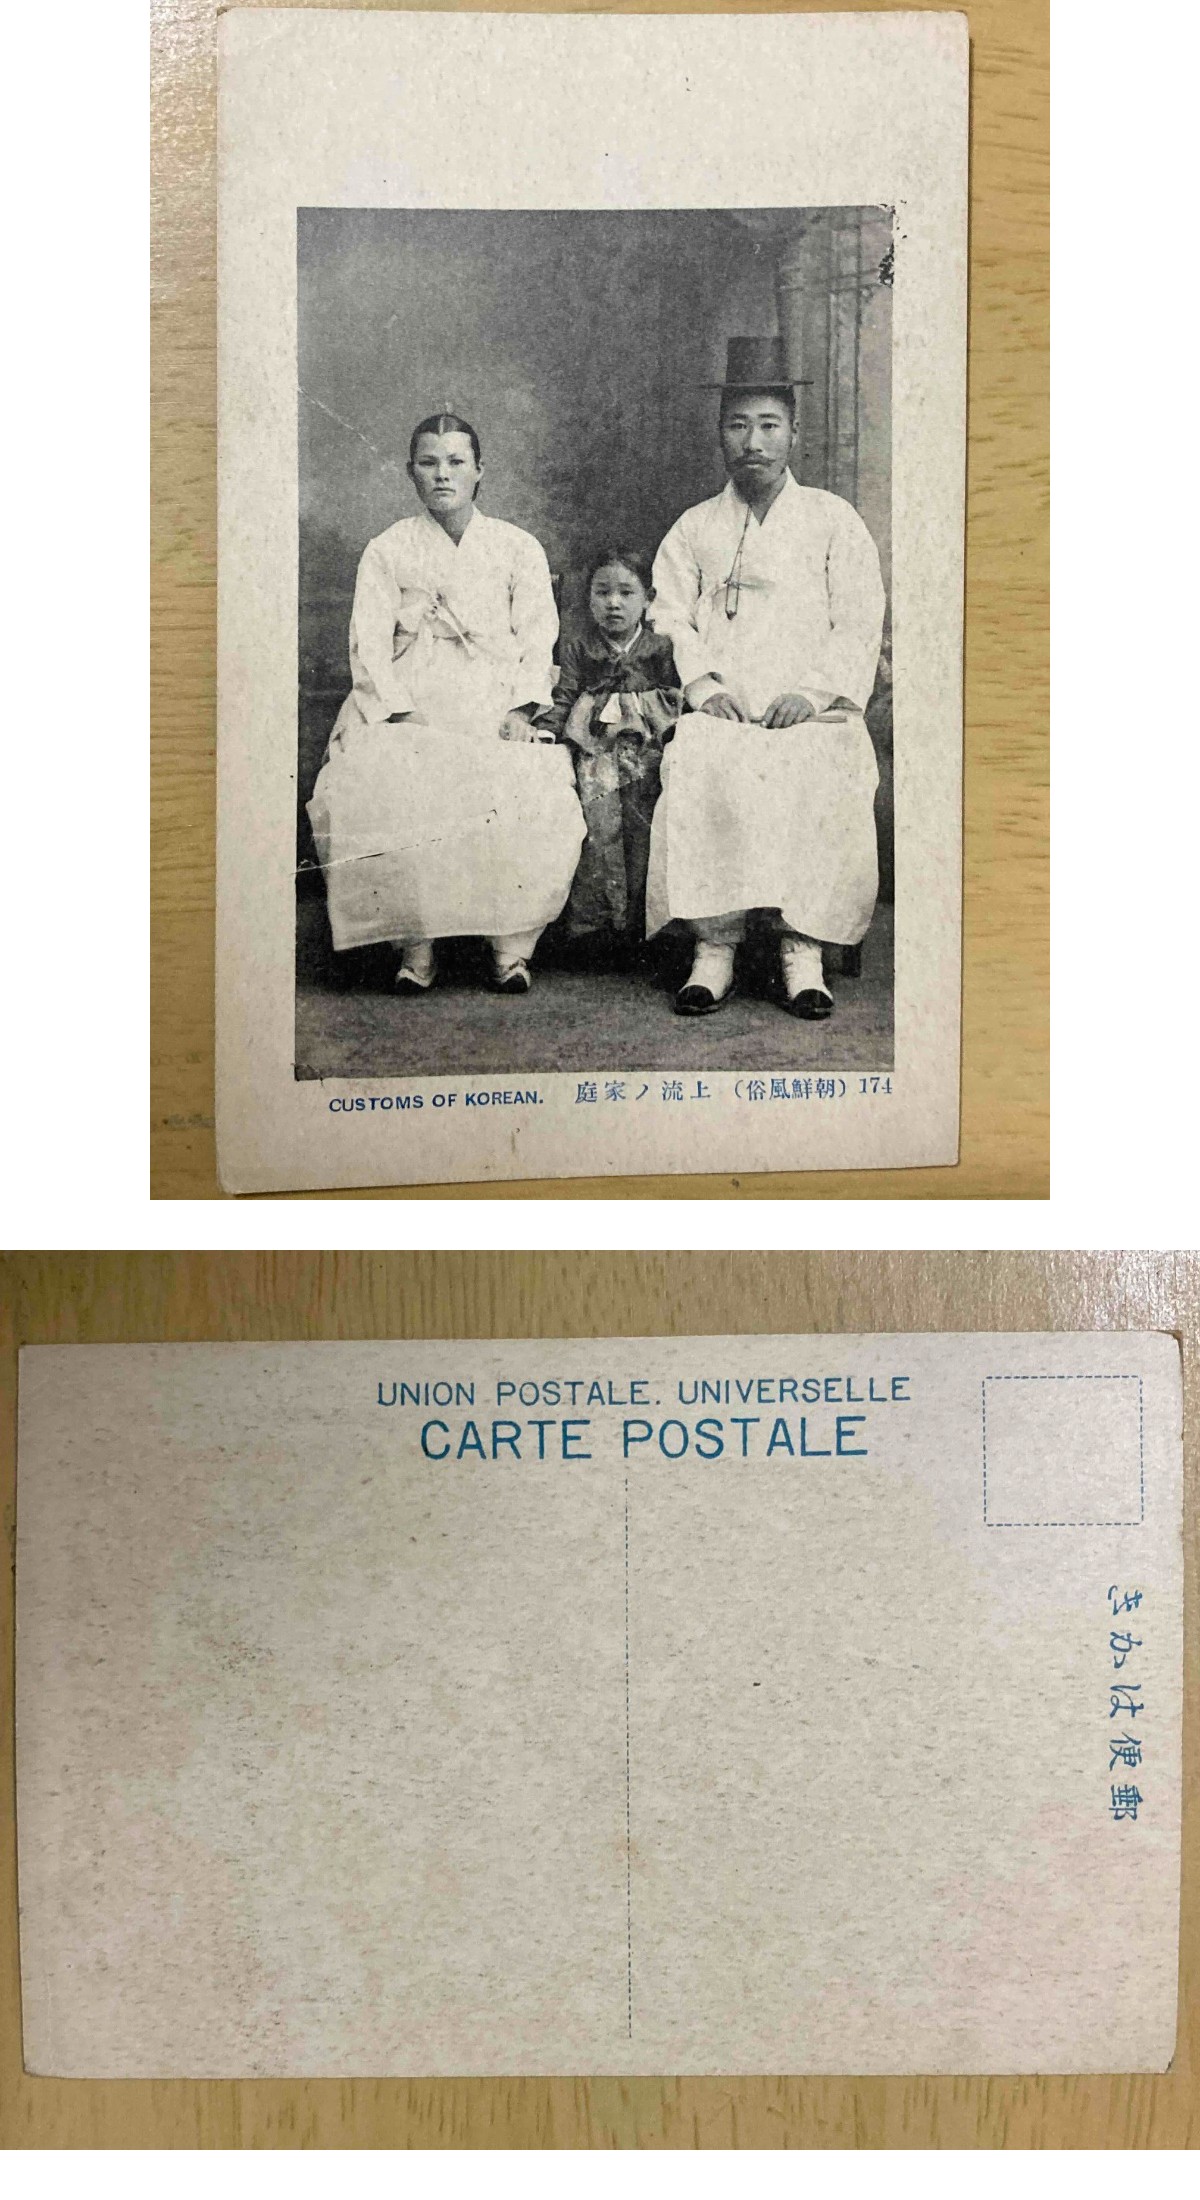 174 (朝鮮風俗) 上流ノ家庭
CUSTOMS OF KOREAN.
UNION POSTALE. UNIVERSELLE
CARTE POSTALE
郵便はかき